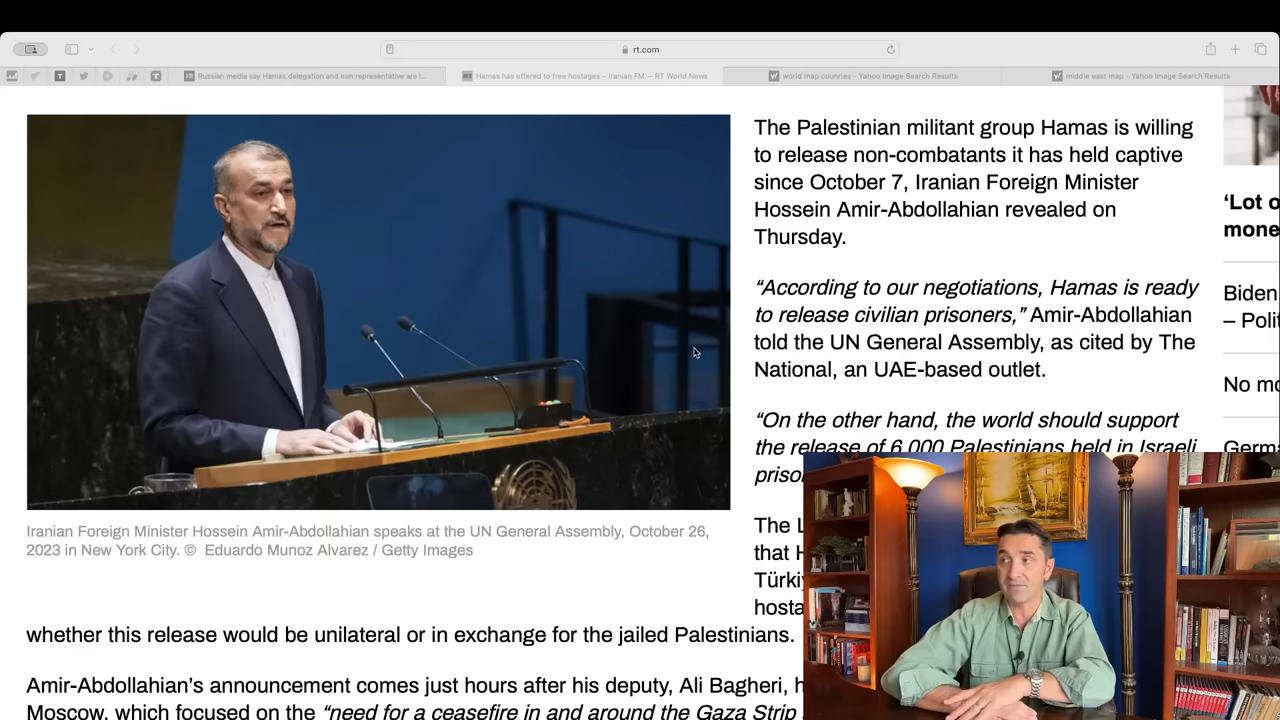 rt.com
Russian media say Hamas delegation and Iran representative are i...
Hamas has offered to free hostages – Iranian FM — RT World News
world map counries - Yahoo Image Search Results
middle east map - Yahoo Image Search Results
The Palestinian militant group Hamas is willing
to release non-combatants it has held captive
since October 7, Iranian Foreign Minister
Hossein Amir-Abdollahian revealed on
Thursday.
“According to our negotiations, Hamas is ready
to release civilian prisoners,” Amir-Abdollahian
told the UN General Assembly, as cited by The
National, an UAE-based outlet.
“On the other hand, the world should support
the release of 6,000 Palestinians held in Israeli
priso
The L
that H
Türki
hosta
whether this release would be unilateral or in exchange for the jailed Palestinians.
Amir-Abdollahian’s announcement comes just hours after his deputy, Ali Bagheri, h
Moscow, which focused on the “need for a ceasefire in and around the Gaza Strip
Iranian Foreign Minister Hossein Amir-Abdollahian speaks at the UN General Assembly, October 26,
2023 in New York City. © Eduardo Munoz Alvarez / Getty Images
‘Lot o
mone
Biden
– Polit
No mo
Germa